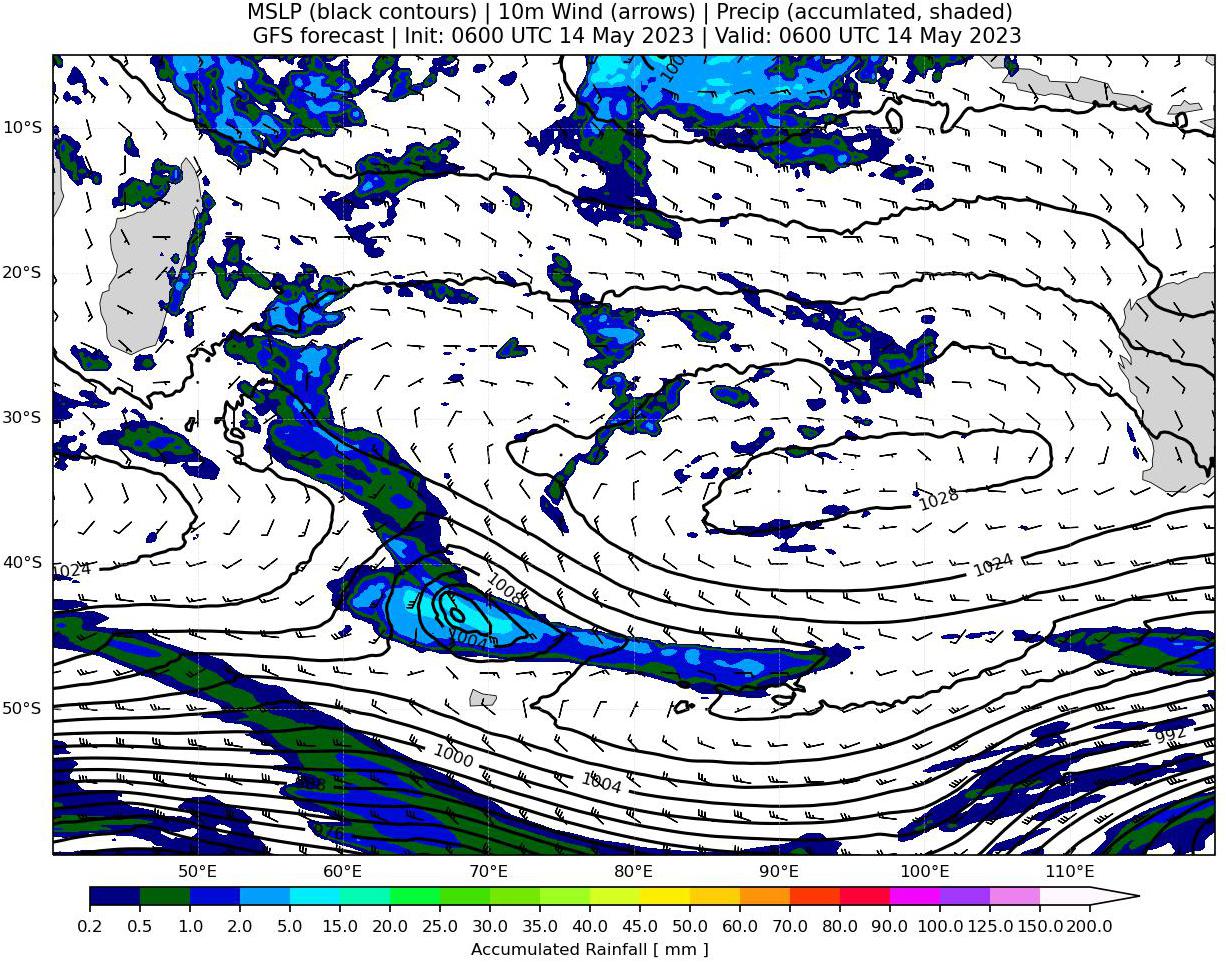 MSLP (black contours) | 10m Wind (arrows) | Precip (accumlated, shaded)
GFS forecast | Init: 0600 UTC 14 May 2023 | Valid: 0600 UTC 14 May 2023
10°S
20°S
30°S
1028
40°S
1024
1024
1008
1004
50°S
992
1000
1004
976
50°E
60°E
70°E
80°E
90°E
100°E
110°E
0.2
0.5
1.0
2.0
5.0
10.0
15.0
20.0
25.0
30.0
35.0
40.0
45.0
50.0
60.0
70.0
80.0
90.0
100.0
125.0
150.0
200.0
Accumulated Rainfall [ mm ]